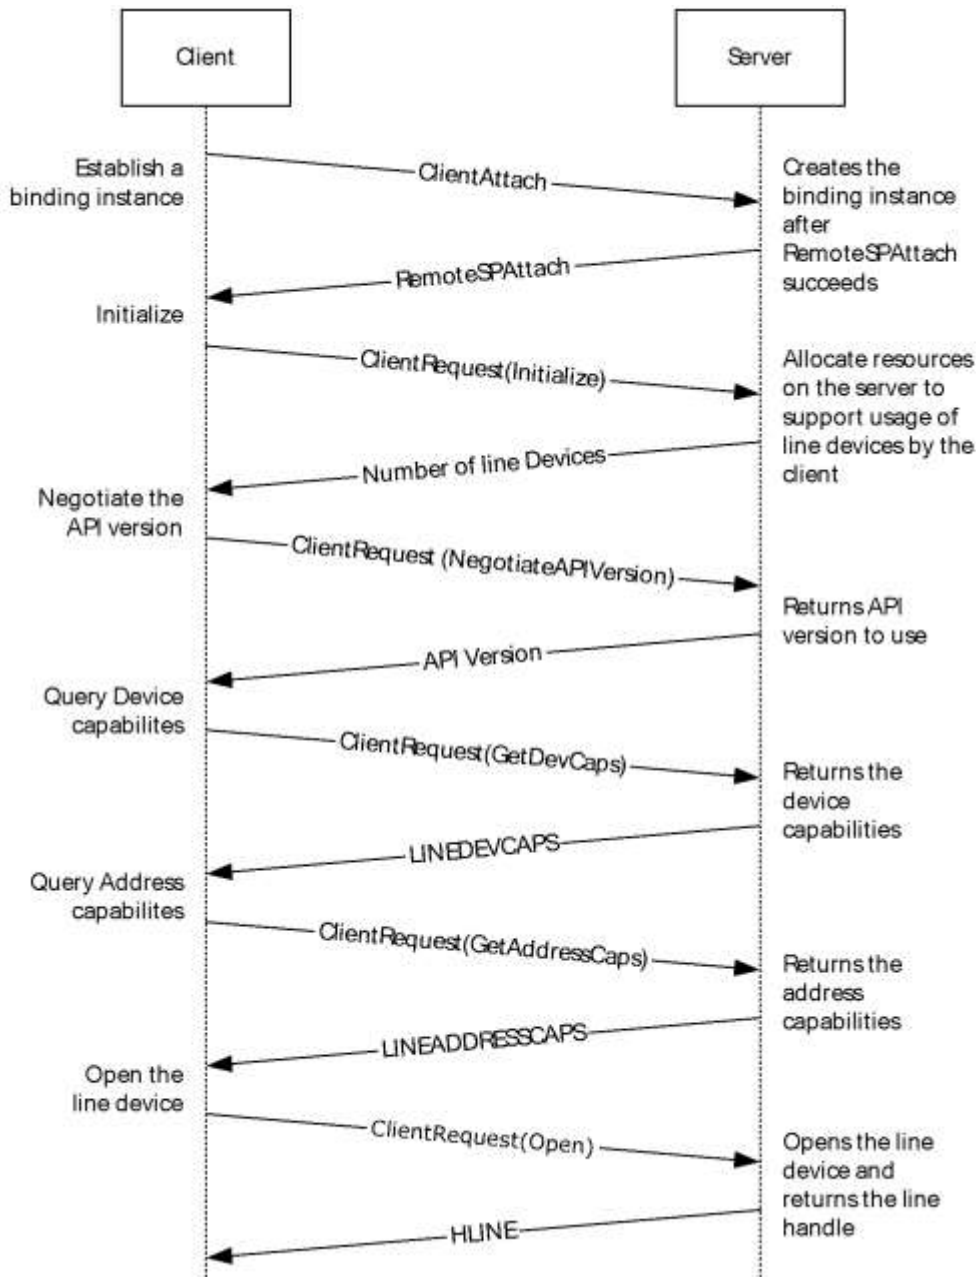 Client
Server
Establish a
binding instance
ClientAttach
Creates the
binding instance
after
RemoteSPAttach
succeeds
RemoteSPAttach
Initialize
ClientRequest(Initialize)
Allocate resources
on the server to
support usage of
line devices by the
client
Number of line Devices
Negotiate the
API version
ClientRequest (NegotiateAPIVersion)
Returns API
version to use
API Version
Query Device
capabilites
ClientRequest(GetDevCaps)
Returns the
device
capabilities
LINEDEVCAPS
Query Address
capabilites
ClientRequest(GetAddressCaps)
Returns the
address
capabilities
LINEADDRESSCAPS
Open the
line device
ClientRequest(Open)
Opens the line
device and
returns the line
handle
HLINE